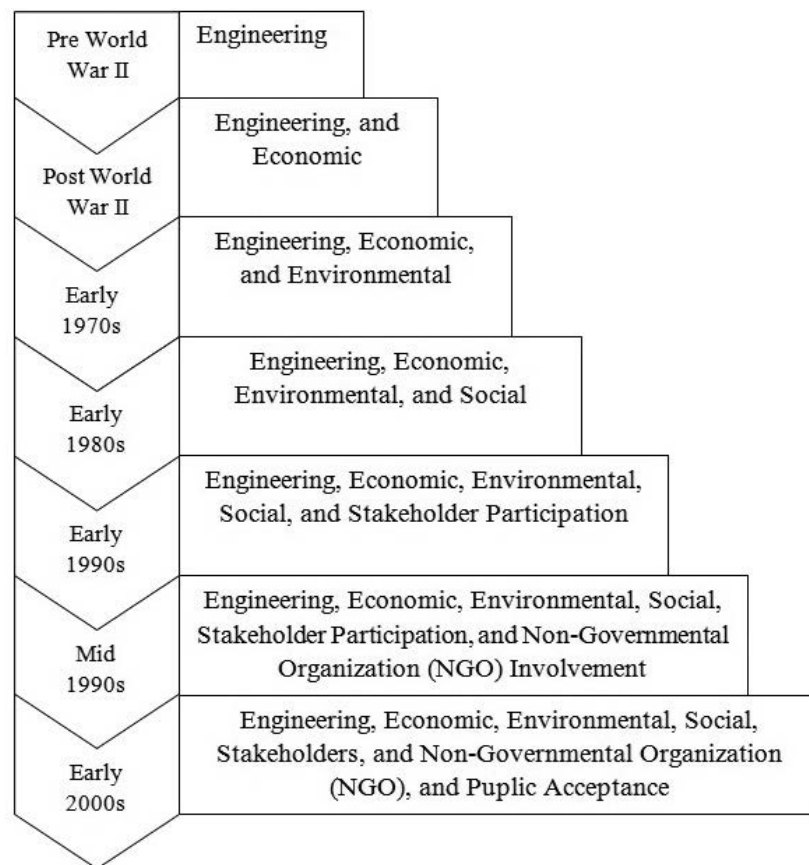 Pre World
War II
Engineering
Engineering, and
Economic
Post World
War II
Engineering, Economic,
and Environmental
Early
1970s
Engineering, Economic,
Environmental, and Social
Early
1980s
Engineering, Economic, Environmental,
Social, and Stakeholder Participation
Early
1990s
Engineering, Economic, Environmental, Social,
Stakeholder Participation, and Non-Governmental
Organization (NGO) Involvement
Mid
1990s
Engineering, Economic, Environmental, Social,
Stakeholders, and Non-Governmental Organization
(NGO), and Puplic Acceptance
Early
2000s